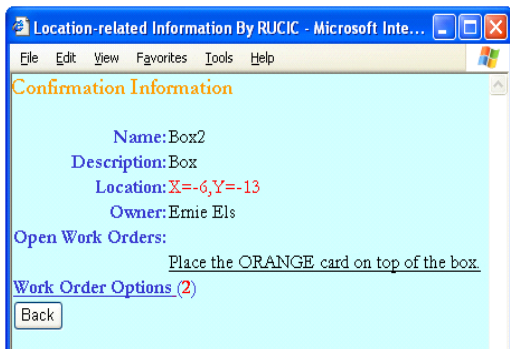 Location-related Information By RUCIC - Microsoft Inte...
File Edit View Favorites Tools Help
Confirmation Information
Name: Box2
Description: Box
Location: X=-6,Y=-13
Owner: Ernie Els
Open Work Orders:
Place the ORANGE card on top of the box.
Work Order Options (2)
Back